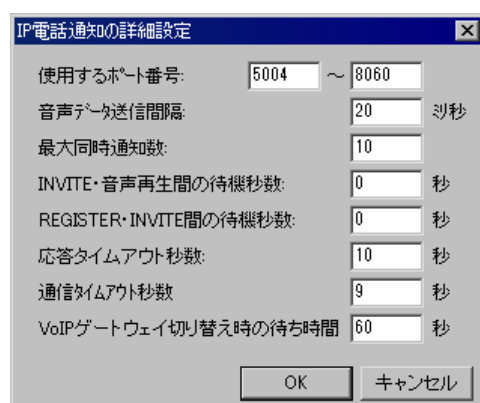 IP電話通知の詳細設定
使用するポート番号: 5004 ～ 8060
音声データ送信間隔: 20 ミリ秒
最大同時通知数: 10
INVITE・音声再生間の待機秒数: 0 秒
REGISTER・INVITE間の待機秒数: 0 秒
応答タイムアウト秒数: 10 秒
通信タイムアウト秒数 9 秒
VoIPゲートウェイ切り替え時の待ち時間 60 秒
OK キャンセル